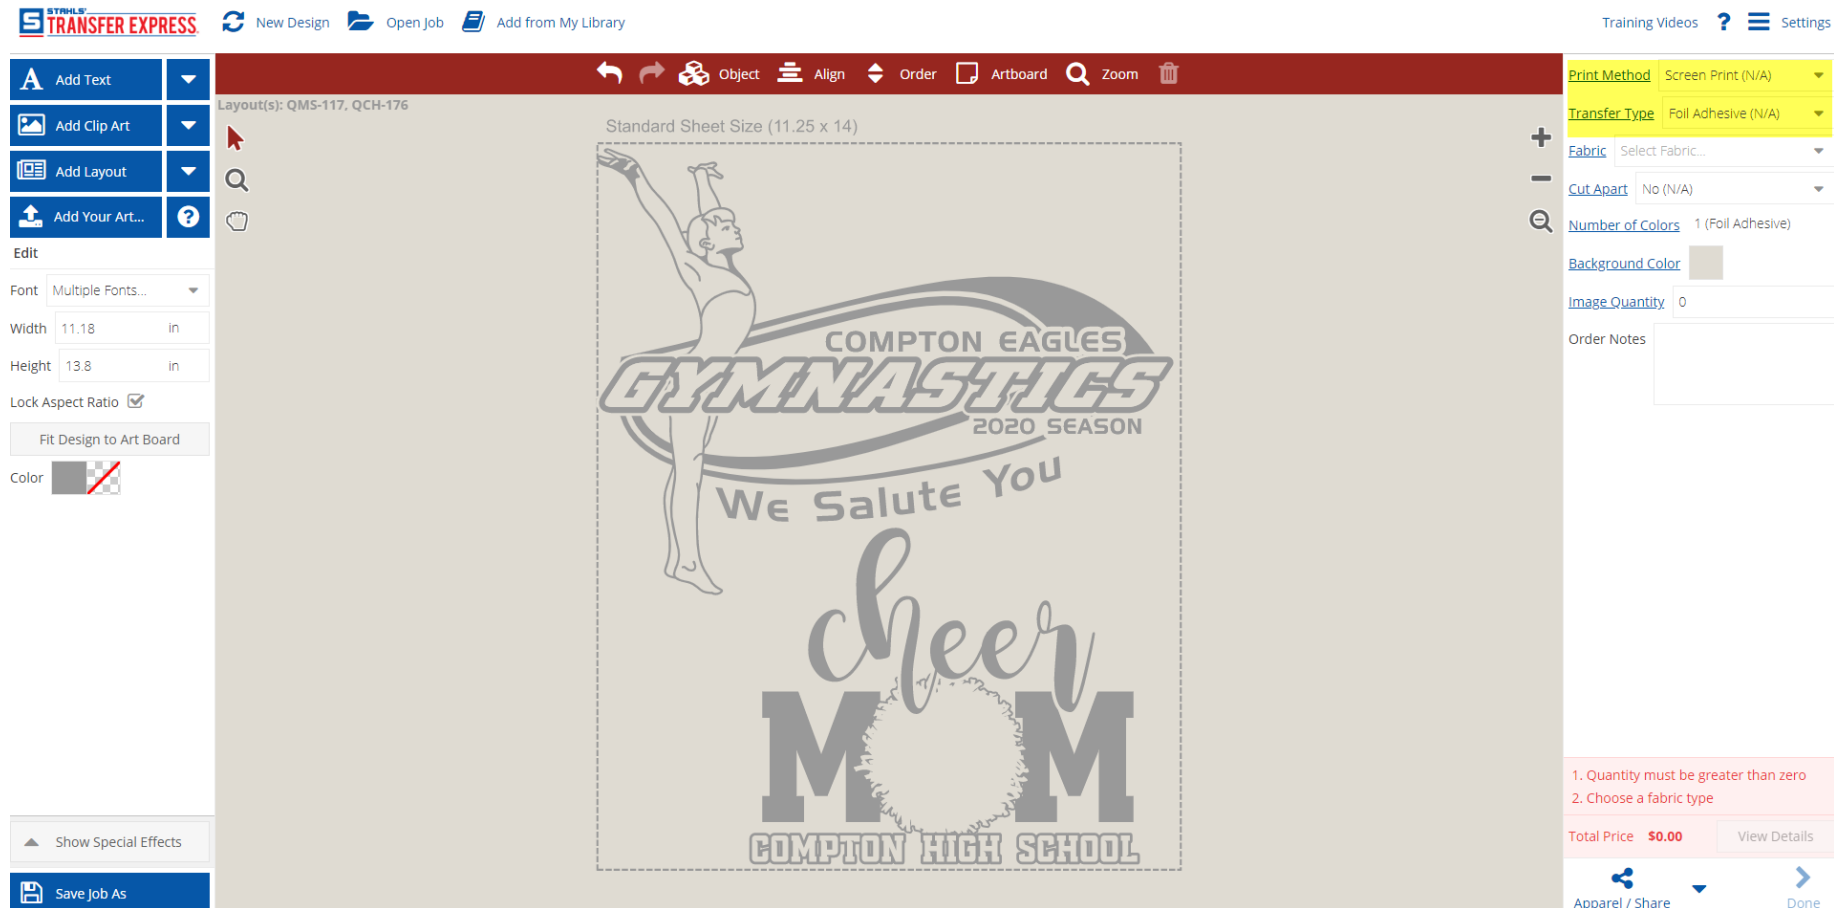 STAHLS'
TRANSFER EXPRESS
New Design
Open Job
Add from My Library
Training Videos
?
Settings
Add Text
Add Clip Art
Add Layout
Add Your Art...
?
Edit
Font Multiple Fonts...
Width 11.18 in
Height 13.8 in
Lock Aspect Ratio
Fit Design to Art Board
Color
Show Special Effects
Save Job As
Object
Align
Order
Artboard
Zoom
Layout(s): QMS-117, QCH-176
Standard Sheet Size (11.25 x 14)
COMPTON EAGLES
GYMNASTICS
2020 SEASON
We Salute You
cheer
MOM
COMPTON HIGH SCHOOL
Print Method Screen Print (N/A)
Transfer Type Foil Adhesive (N/A)
Fabric Select Fabric...
Cut Apart No (N/A)
Number of Colors 1 (Foil Adhesive)
Background Color
Image Quantity 0
Order Notes
1. Quantity must be greater than zero
2. Choose a fabric type
Total Price $0.00 View Details
Apparel / Share
Done